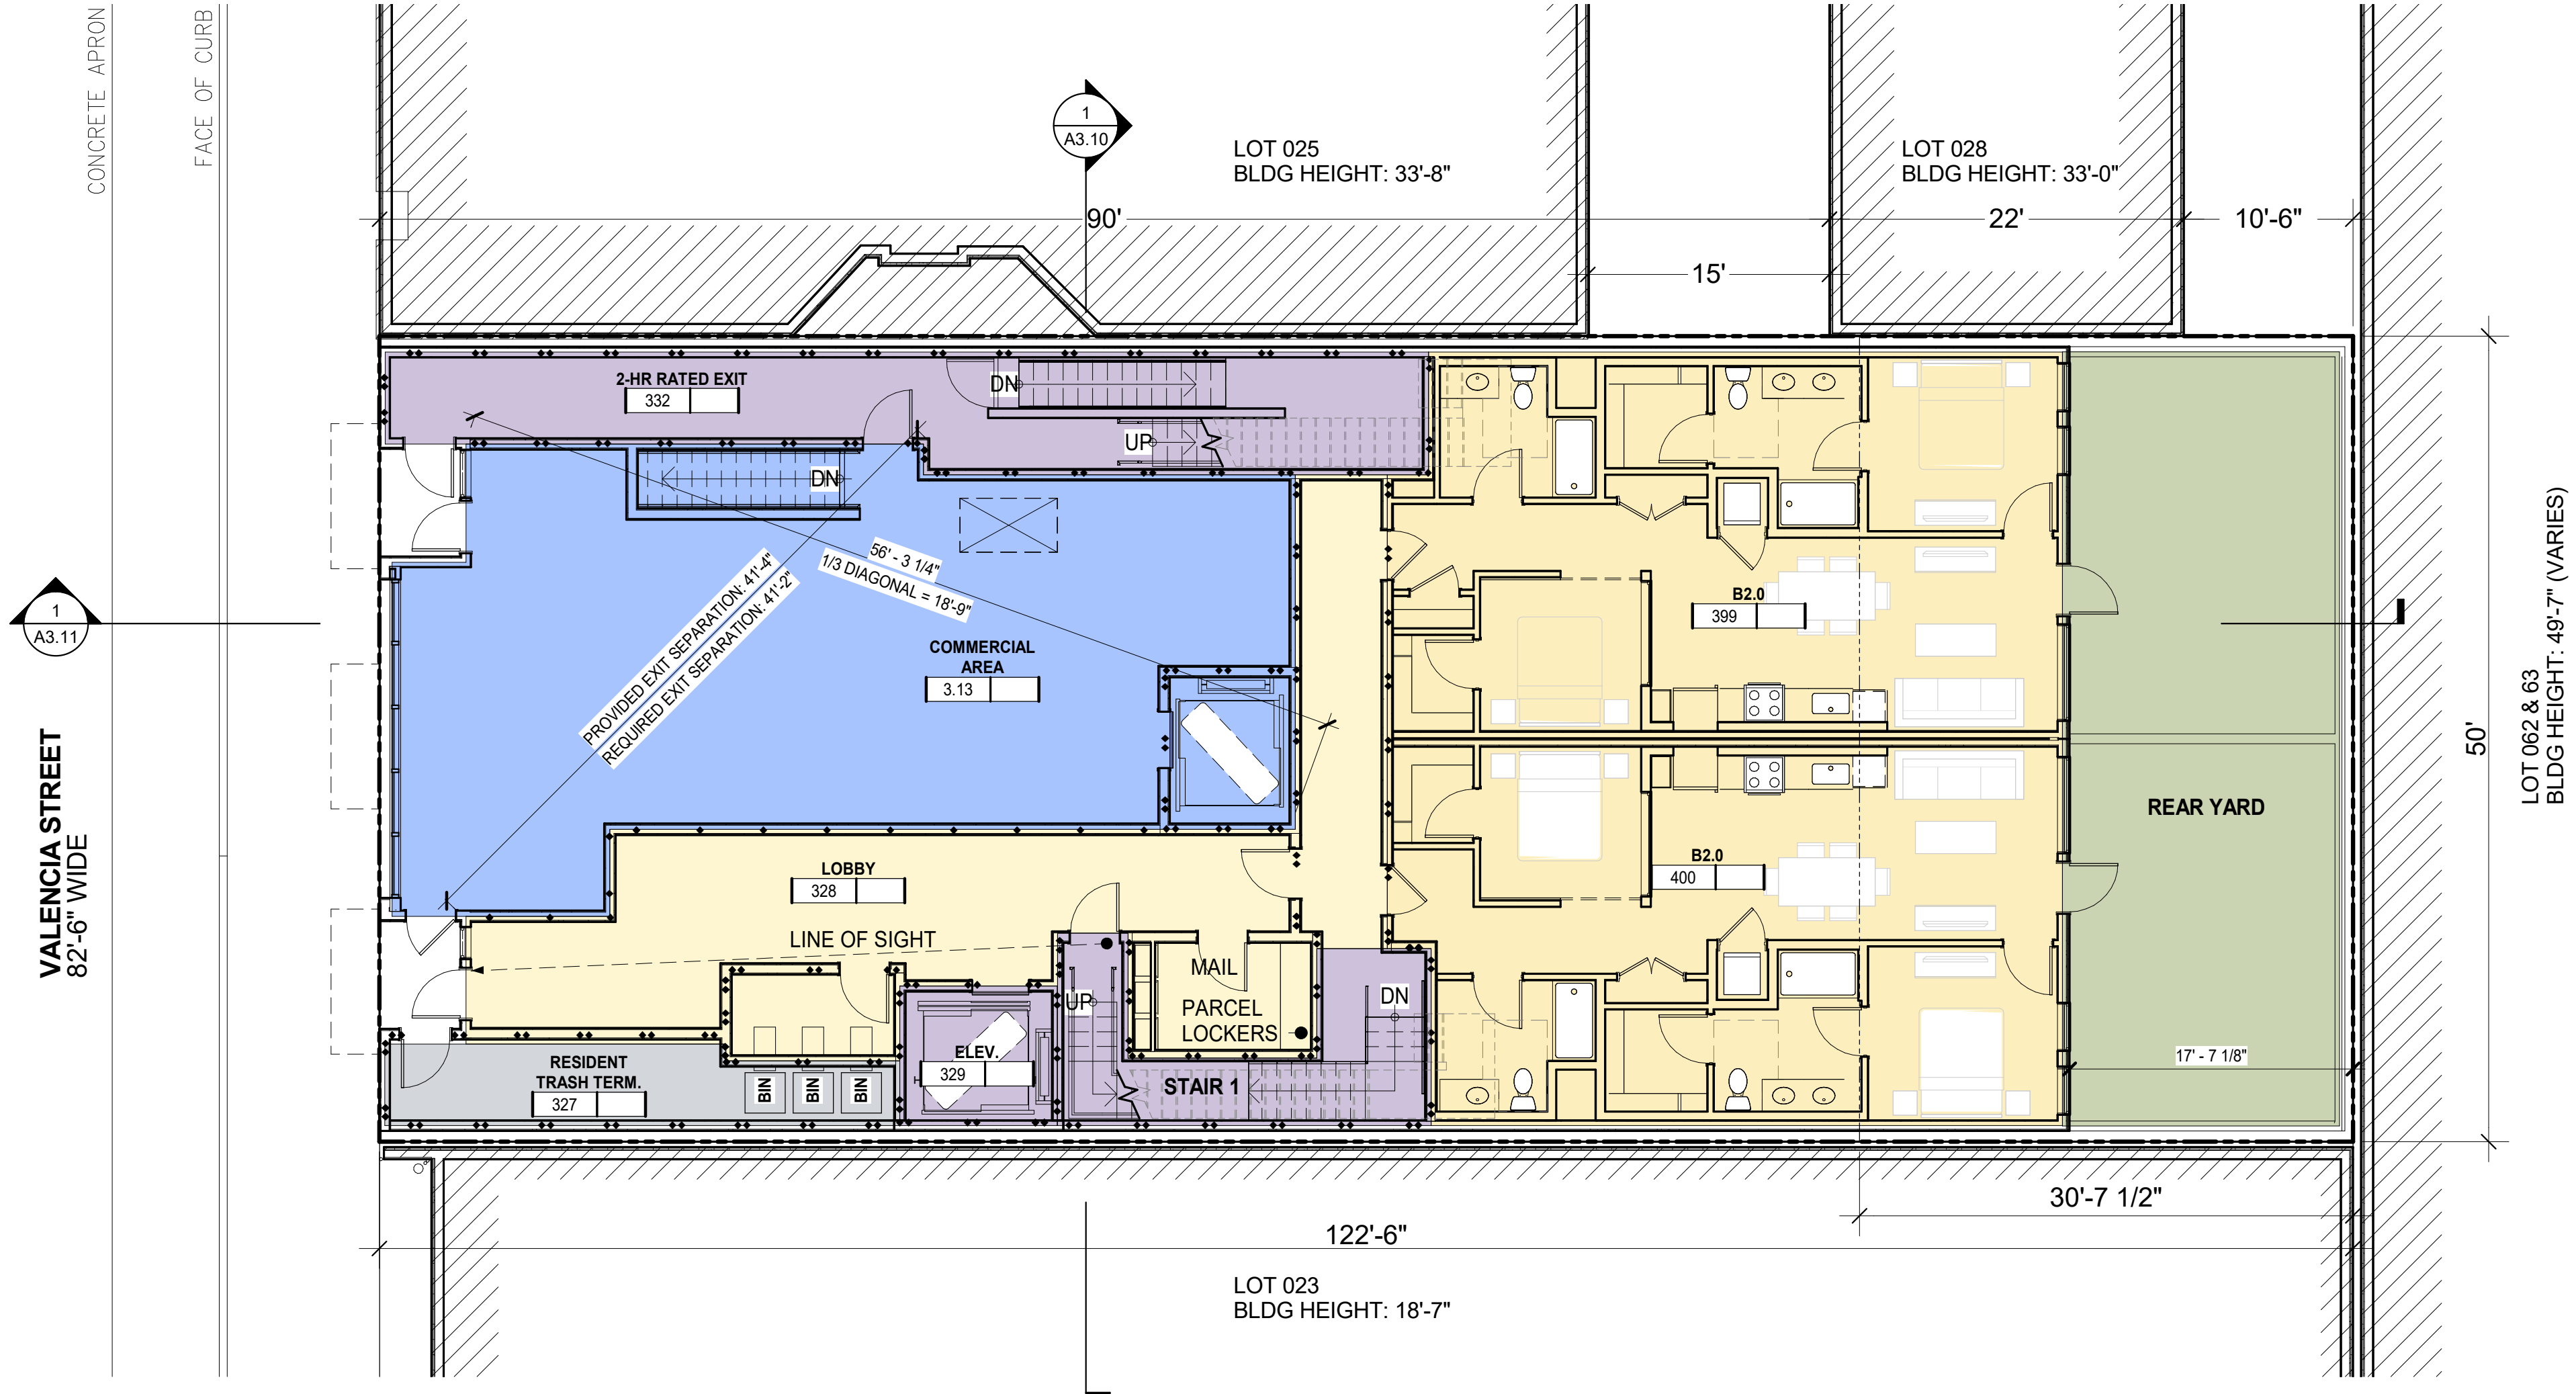 CONCRETE APRON
FACE OF CURB
1
A3.10
LOT 025
BLDG HEIGHT: 33'-8"
LOT 028
BLDG HEIGHT: 33'-0"
90'
22'
10'-6"
15'
2-HR RATED EXIT
332
DN
UP
DN
56' - 3 1/4"
1/3 DIAGONAL = 18'-9"
PROVIDED EXIT SEPARATION: 41'-4"
REQUIRED EXIT SEPARATION: 41'-2"
COMMERCIAL
AREA
3.13
B2.0
399
1
A3.11
LOT 062 & 63
BLDG HEIGHT: 49'-7" (VARIES)
50'
VALENCIA STREET
82'-6" WIDE
REAR YARD
LOBBY
328
B2.0
400
LINE OF SIGHT
MAIL
PARCEL
LOCKERS
UP
DN
RESIDENT
TRASH TERM.
327
BIN
BIN
BIN
ELEV.
329
STAIR 1
17' - 7 1/8"
30'-7 1/2"
122'-6"
LOT 023
BLDG HEIGHT: 18'-7"